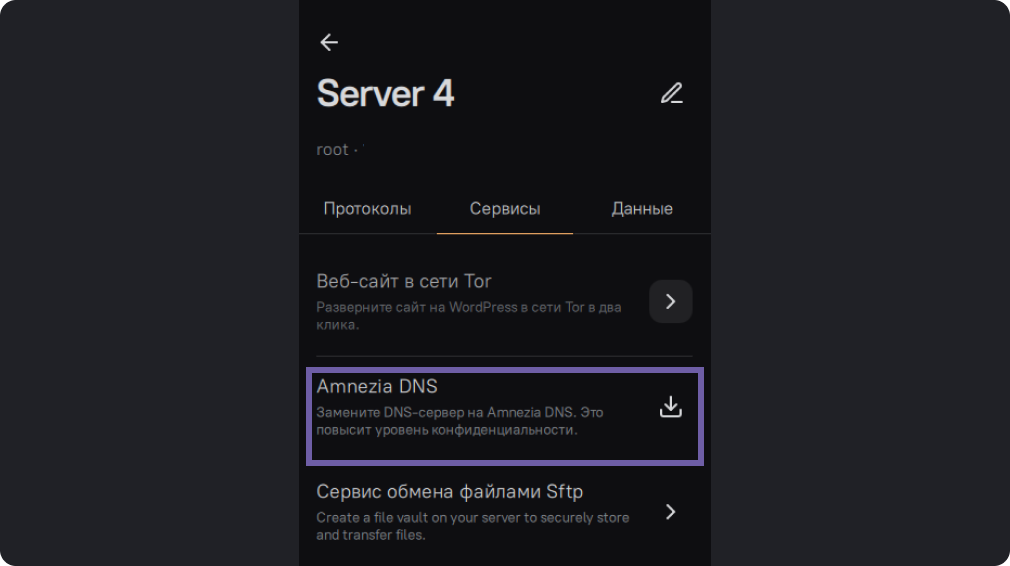 Server 4
root ·
Протоколы Сервисы Данные
Веб-сайт в сети Tor
Разверните сайт на WordPress в сети Tor в два
клика.
Amnezia DNS
Замените DNS-сервер на Amnezia DNS. Это
повысит уровень конфиденциальности.
Сервис обмена файлами Sftp
Create a file vault on your server to securely store
and transfer files.